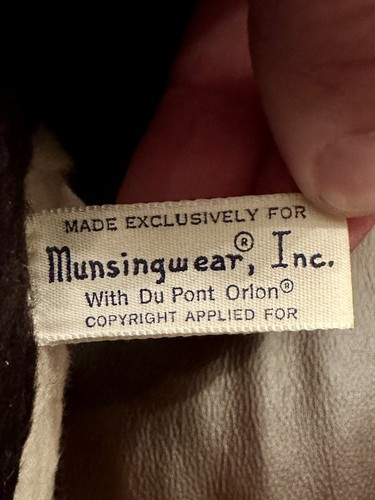 MADE EXCLUSIVELY FOR
Munsingwear®, Inc.
With Du Pont Orlon®
COPYRIGHT APPLIED FOR